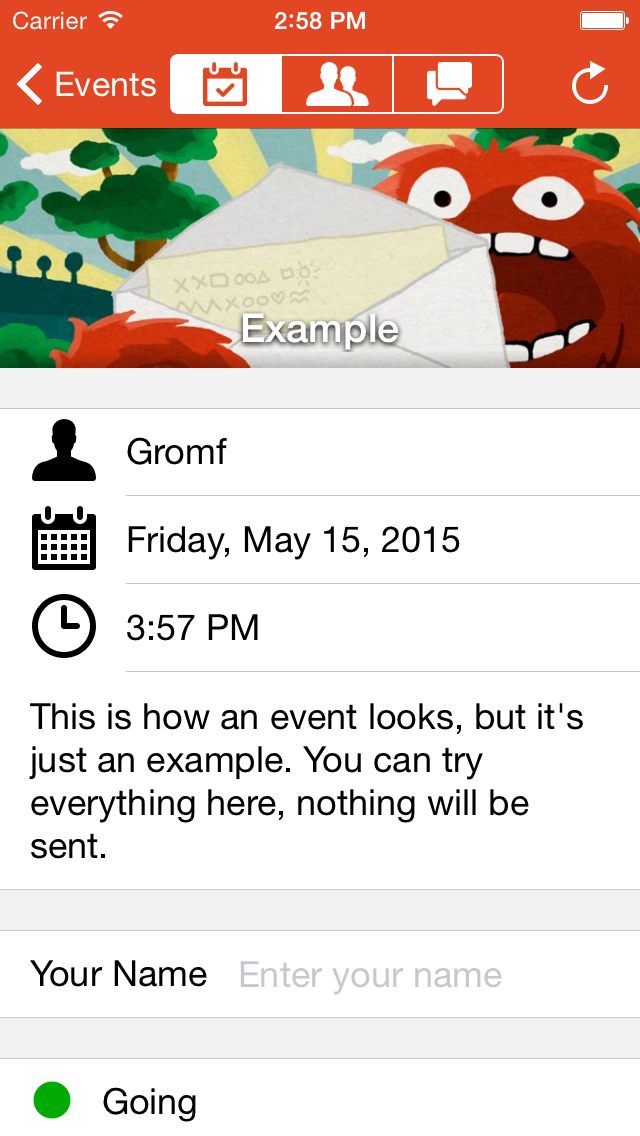 Carrier 2:58 PM
Events
Example
Gromf
Friday, May 15, 2015
3:57 PM
This is how an event looks, but it's
just an example. You can try
everything here, nothing will be
sent.
Your Name Enter your name
Going